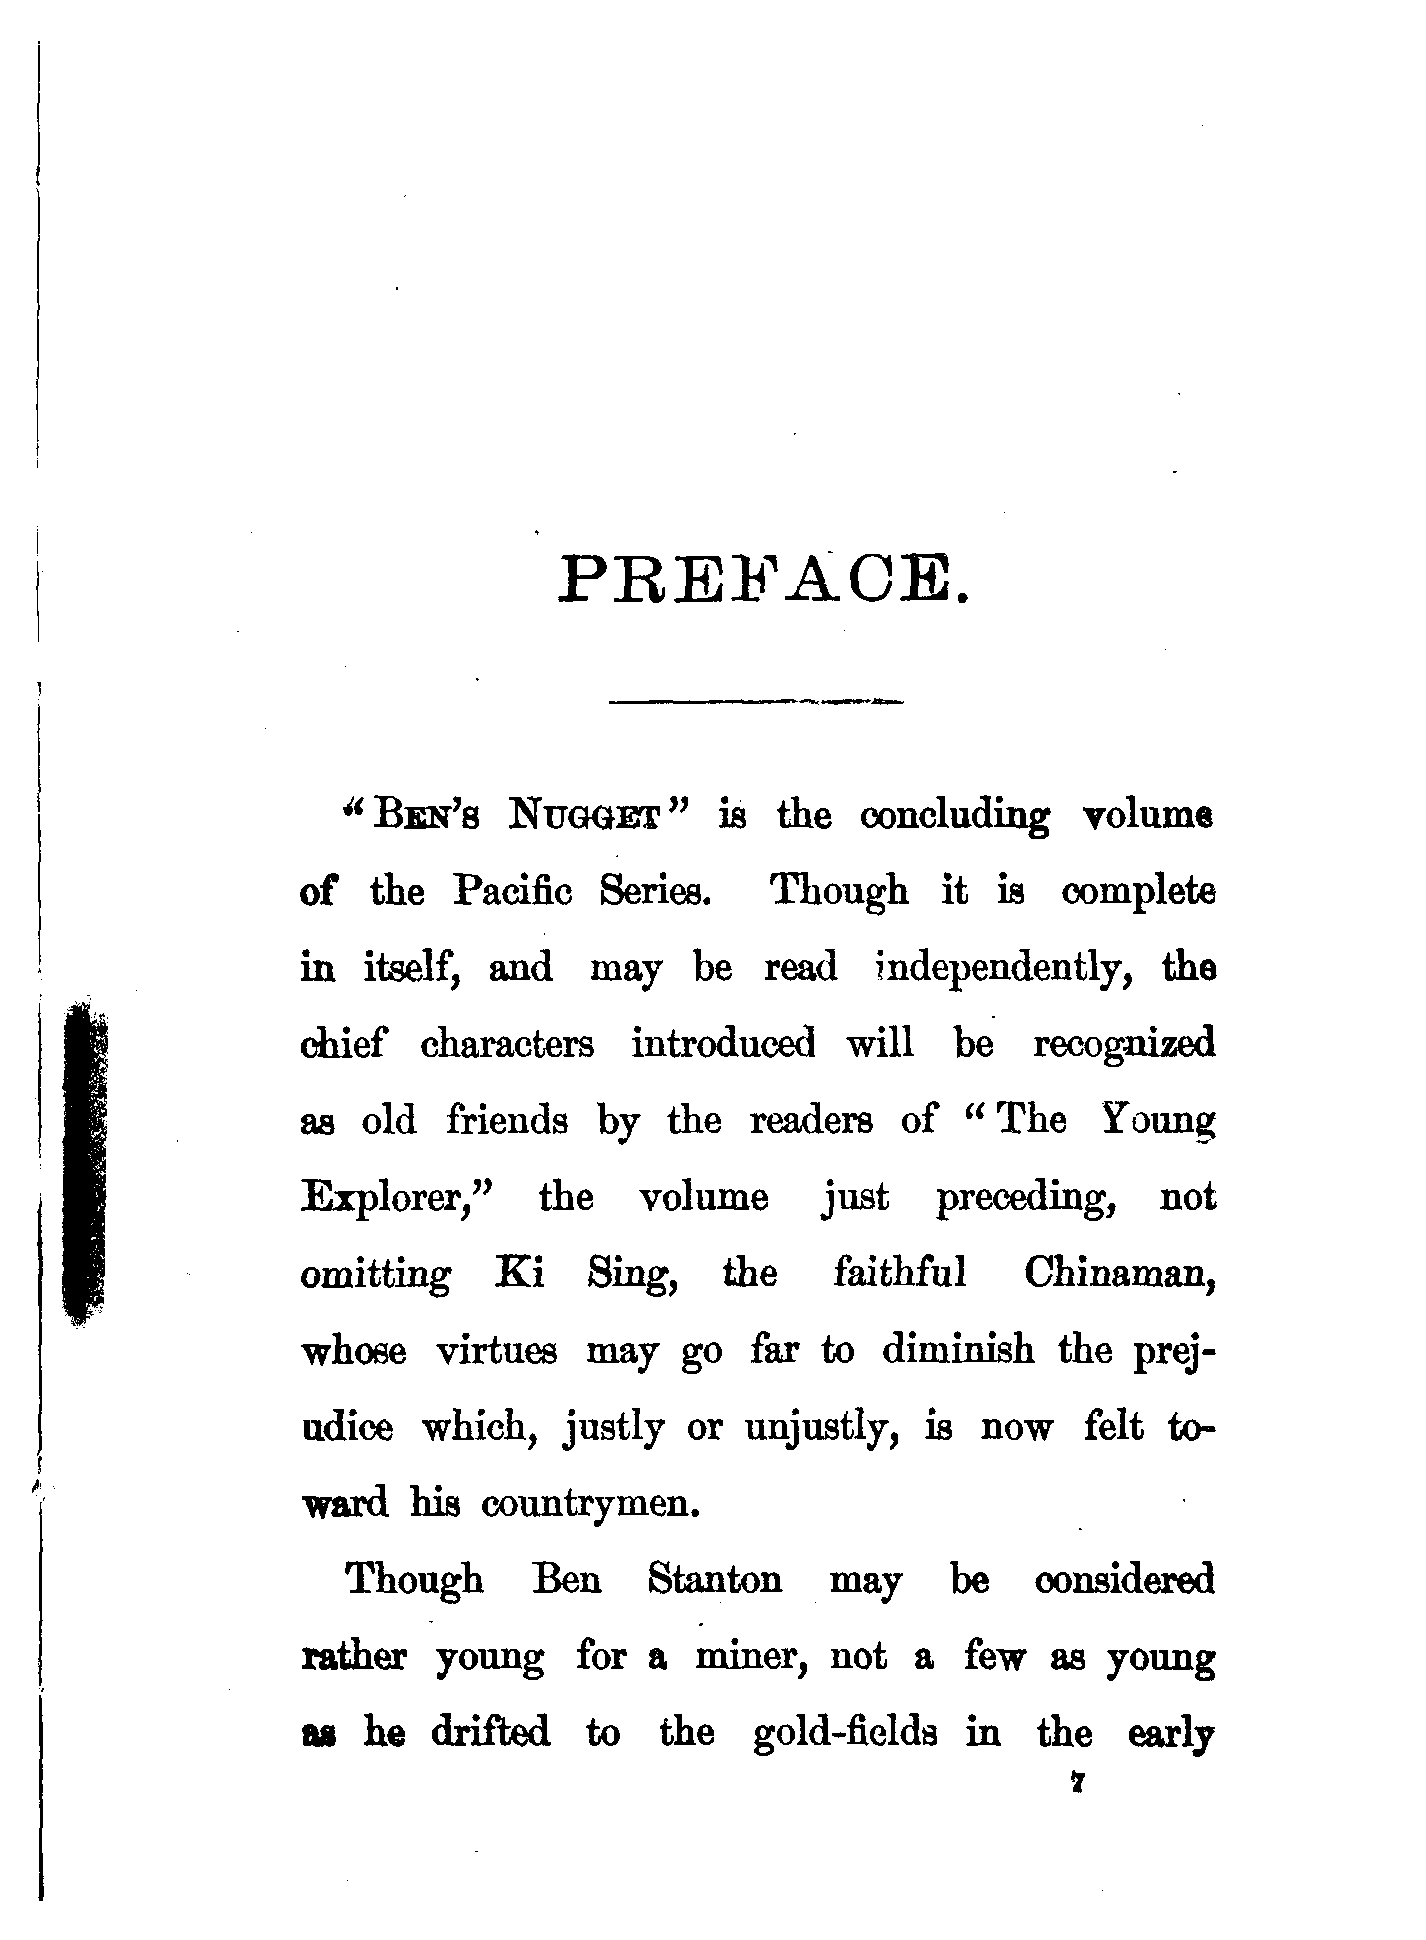 PREFACE.
“BEN’S NUGGET” is the concluding volume
of the Pacific Series. Though it is complete
in itself, and may be read independently, the
chief characters introduced will be recognized
as old friends by the readers of “The Young
Explorer,” the volume just preceding, not
omitting Ki Sing, the faithful Chinaman,
whose virtues may go far to diminish the prej-
udice which, justly or unjustly, is now felt to-
ward his countrymen.
Though Ben Stanton may be considered
rather young for a miner, not a few as young
as he drifted to the gold-fields in the early
7